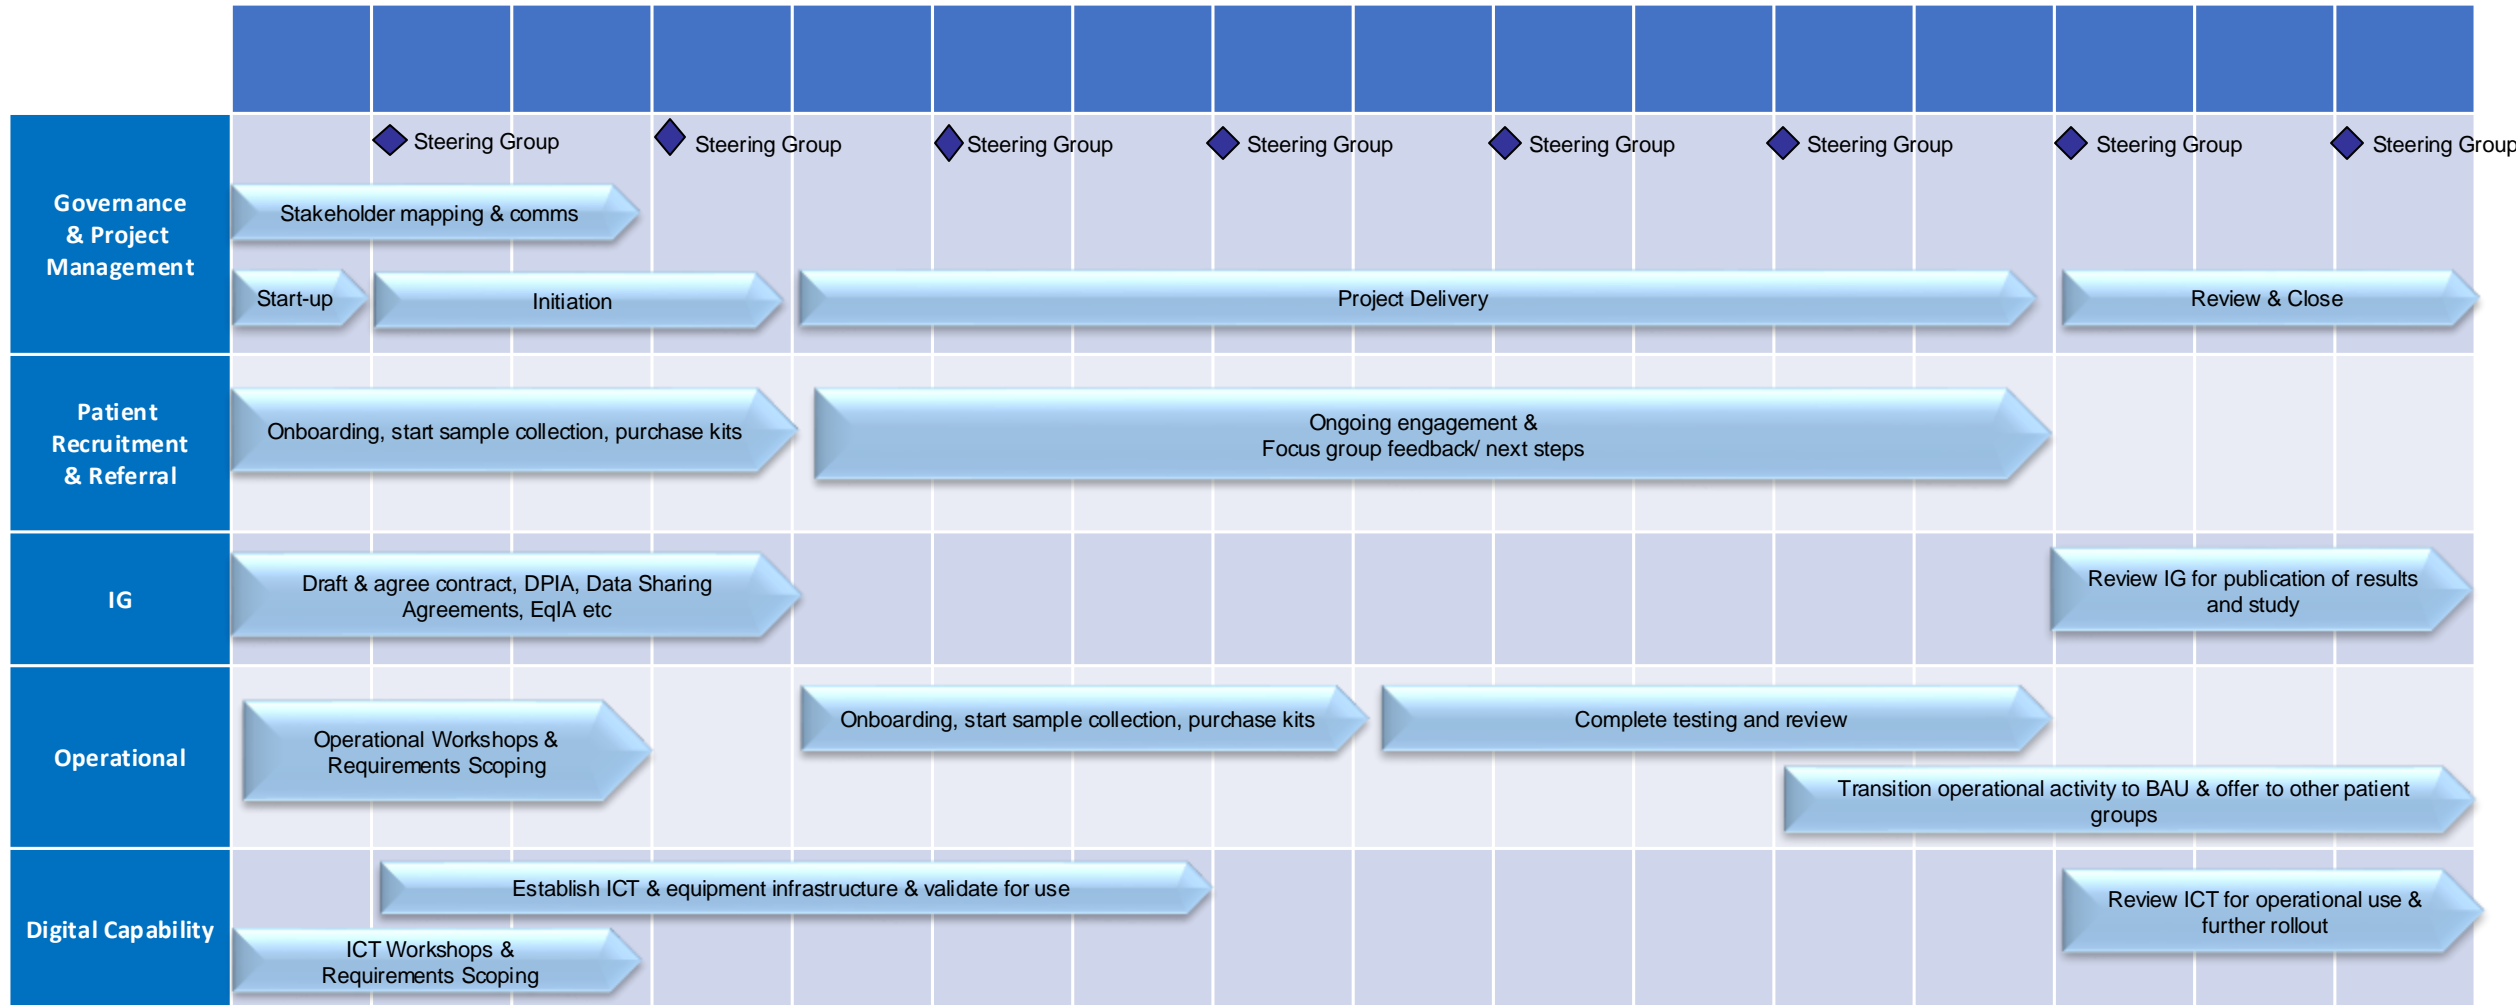 Steering Group
Steering Group
Steering Group
Steering Group
Steering Group
Steering Group
Steering Group
Steering Group
Governance
& Project
Management
Stakeholder mapping & comms
Start-up
Initiation
Project Delivery
Review & Close
Patient
Recruitment
& Referral
Onboarding, start sample collection, purchase kits
Ongoing engagement &
Focus group feedback/ next steps
IG
Draft & agree contract, DPIA, Data Sharing
Agreements, EqIA etc
Review IG for publication of results
and study
Operational
Operational Workshops &
Requirements Scoping
Onboarding, start sample collection, purchase kits
Complete testing and review
Transition operational activity to BAU & offer to other patient
groups
Digital Capability
Establish ICT & equipment infrastructure & validate for use
ICT Workshops &
Requirements Scoping
Review ICT for operational use &
further rollout